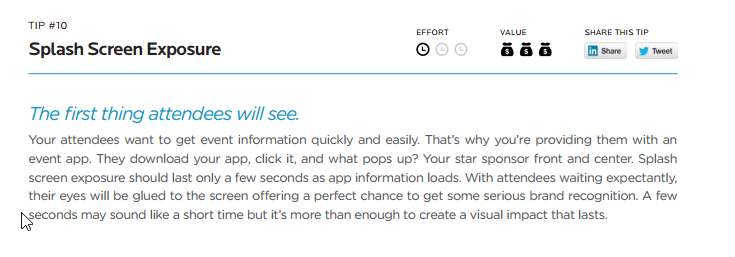 TIP #10
EFFORT
VALUE
SHARE THIS TIP
Splash Screen Exposure
$ $ $
in Share
Tweet
The first thing attendees will see.
Your attendees want to get event information quickly and easily. That's why you're providing them with an
event app. They download your app, click it, and what pops up? Your star sponsor front and center. Splash
screen exposure should last only a few seconds as app information loads. With attendees waiting expectantly,
their eyes will be glued to the screen offering a perfect chance to get some serious brand recognition. A few
seconds may sound like a short time but it's more than enough to create a visual impact that lasts.